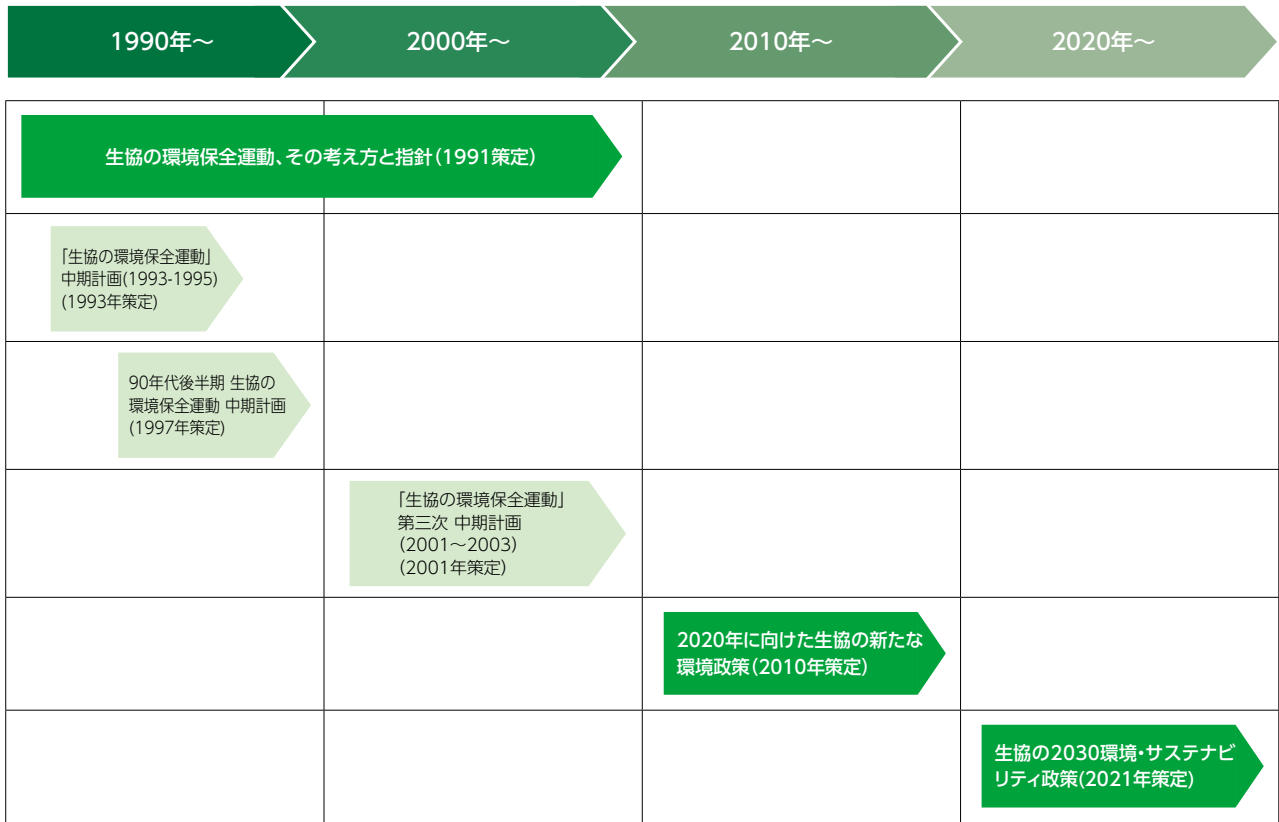 1990年～
2000年～
2010年～
2020年～
生協の環境保全運動、その考え方と指針(1991策定)
「生協の環境保全運動」
中期計画(1993-1995)
(1993年策定)
90年代後半期 生協の
環境保全運動 中期計画
(1997年策定)
「生協の環境保全運動」
第三次 中期計画
(2001～2003)
(2001年策定)
2020年に向けた生協の新たな
環境政策(2010年策定)
生協の2030環境・サステナビ
リティ政策(2021年策定)